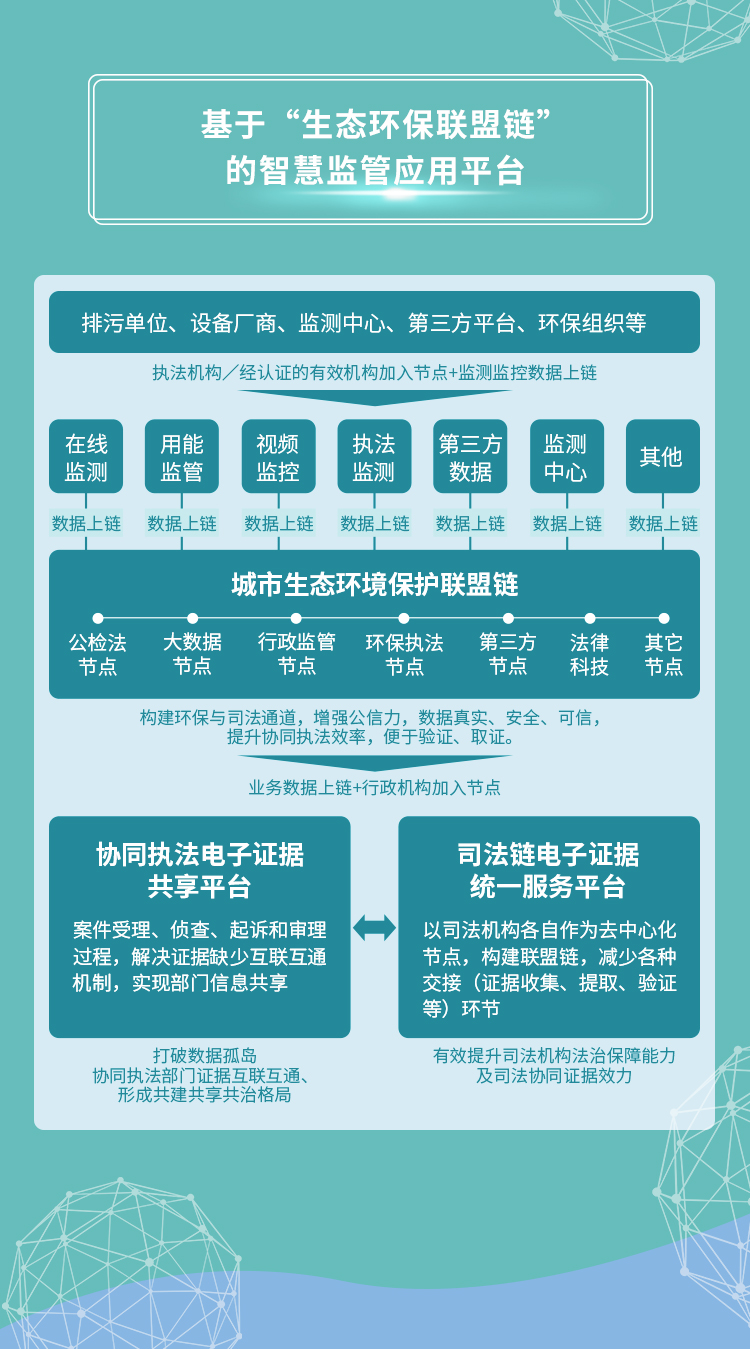 基于“生态环保联盟链”
的智慧监管应用平台
排污单位、设备厂商、监测中心、第三方平台、环保组织等
执法机构／经认证的有效机构加入节点+监测监控数据上链
在线
监测
用能
监管
视频
监控
执法
监测
第三方
数据
监测
中心
其他
数据上链
数据上链
数据上链
数据上链
数据上链
数据上链
数据上链
城市生态环境保护联盟链
公检法
节点
大数据
节点
行政监管
节点
环保执法
节点
第三方
节点
法律
科技
其它
节点
构建环保与司法通道，增强公信力，数据真实、安全、可信，
提升协同执法效率，便于验证、取证。
业务数据上链+行政机构加入节点
协同执法电子证据
共享平台
案件受理、侦查、起诉和审理
过程，解决证据缺少互联互通
机制，实现部门信息共享
司法链电子证据
统一服务平台
以司法机构各自作为去中心化
节点，构建联盟链，减少各种
交接（证据收集、提取、验证
等）环节
打破数据孤岛
协同执法部门证据互联互通、
形成共建共享共治格局
有效提升司法机构法治保障能力
及司法协同证据效力